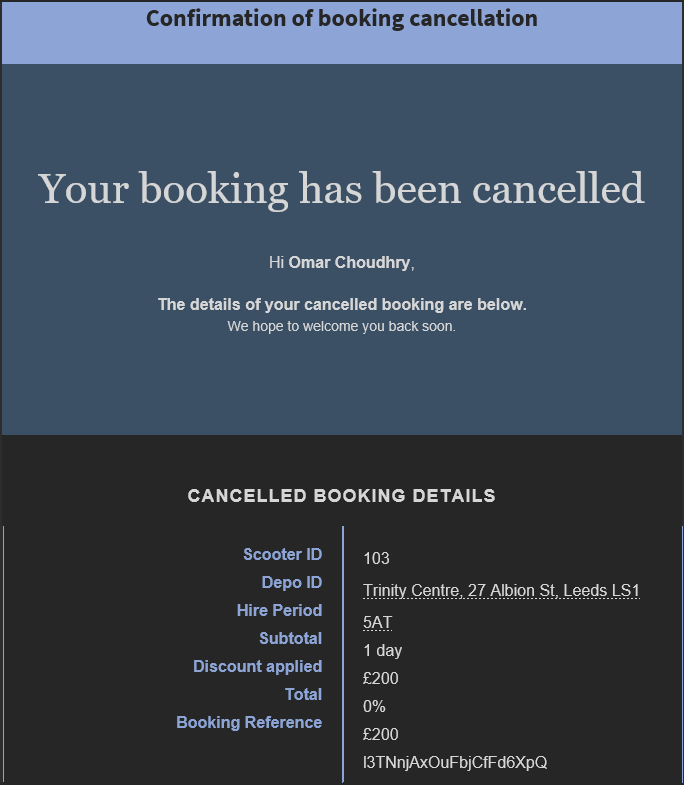 Confirmation of booking cancellation
Your booking has been cancelled
Hi Omar Choudhry,
The details of your cancelled booking are below.
We hope to welcome you back soon.
CANCELLED BOOKING DETAILS
Scooter ID
Depo ID
Hire Period
Subtotal
Discount applied
Total
Booking Reference
103
Trinity Centre, 27 Albion St, Leeds LS1
5AT
1 day
£200
0%
£200
l3TNnjAxOuFbjCfFd6XpQ